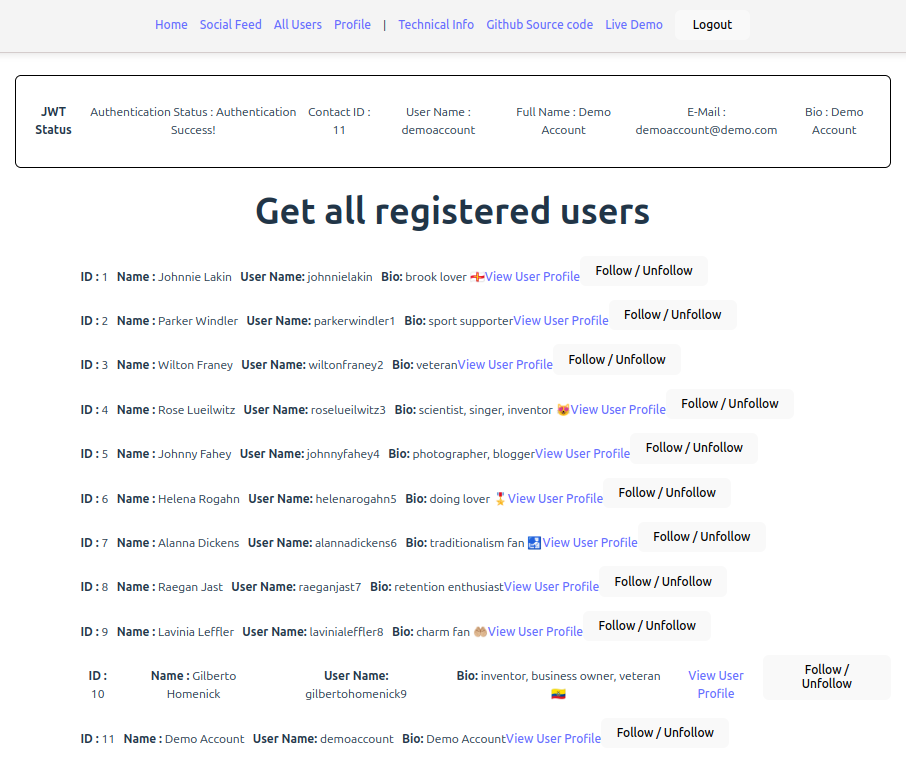 Home Social Feed All Users Profile | Technical Info Github Source code Live Demo Logout
JWT Status Authentication Status : Authentication Success! Contact ID : 11 User Name : demoaccount Full Name : Demo Account E-Mail : demoaccount@demo.com Bio : Demo Account
Get all registered users
ID : 1 Name : Johnnie Lakin User Name: johnnielakin Bio: brook lover 🏴󠁧󠁢󠁥󠁮󠁧󠁿View User Profile Follow / Unfollow
ID : 2 Name : Parker Windler User Name: parkerwindler1 Bio: sport supporterView User Profile Follow / Unfollow
ID : 3 Name : Wilton Franey User Name: wiltonfraney2 Bio: veteranView User Profile Follow / Unfollow
ID : 4 Name : Rose Lueilwitz User Name: roselueilwitz3 Bio: scientist, singer, inventor 😻View User Profile Follow / Unfollow
ID : 5 Name : Johnny Fahey User Name: johnnyfahey4 Bio: photographer, bloggerView User Profile Follow / Unfollow
ID : 6 Name : Helena Rogahn User Name: helenarogahn5 Bio: doing lover 🎖️View User Profile Follow / Unfollow
ID : 7 Name : Alanna Dickens User Name: alannadickens6 Bio: traditionalism fan 🛃View User Profile Follow / Unfollow
ID : 8 Name : Raegan Jast User Name: raeganjast7 Bio: retention enthusiastView User Profile Follow / Unfollow
ID : 9 Name : Lavinia Leffler User Name: lavinialeffler8 Bio: charm fan 🤲🏼View User Profile Follow / Unfollow
ID : 10 Name : Gilberto Homenick User Name: gilbertohomenick9 Bio: inventor, business owner, veteran 🇪🇨 View User Profile Follow / Unfollow
ID : 11 Name : Demo Account User Name: demoaccount Bio: Demo AccountView User Profile Follow / Unfollow